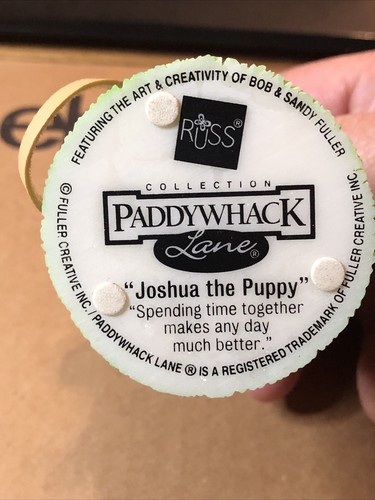 FEATURING THE ART & CREATIVITY OF BOB & SANDY FULLER
RUSS®
COLLECTION
PADDYWHACK
Lane®
"Joshua the Puppy"
"Spending time together
makes any day
much better."
© FULLER CREATIVE INC. / PADDYWHACK LANE ® IS A REGISTERED TRADEMARK OF FULLER CREATIVE INC